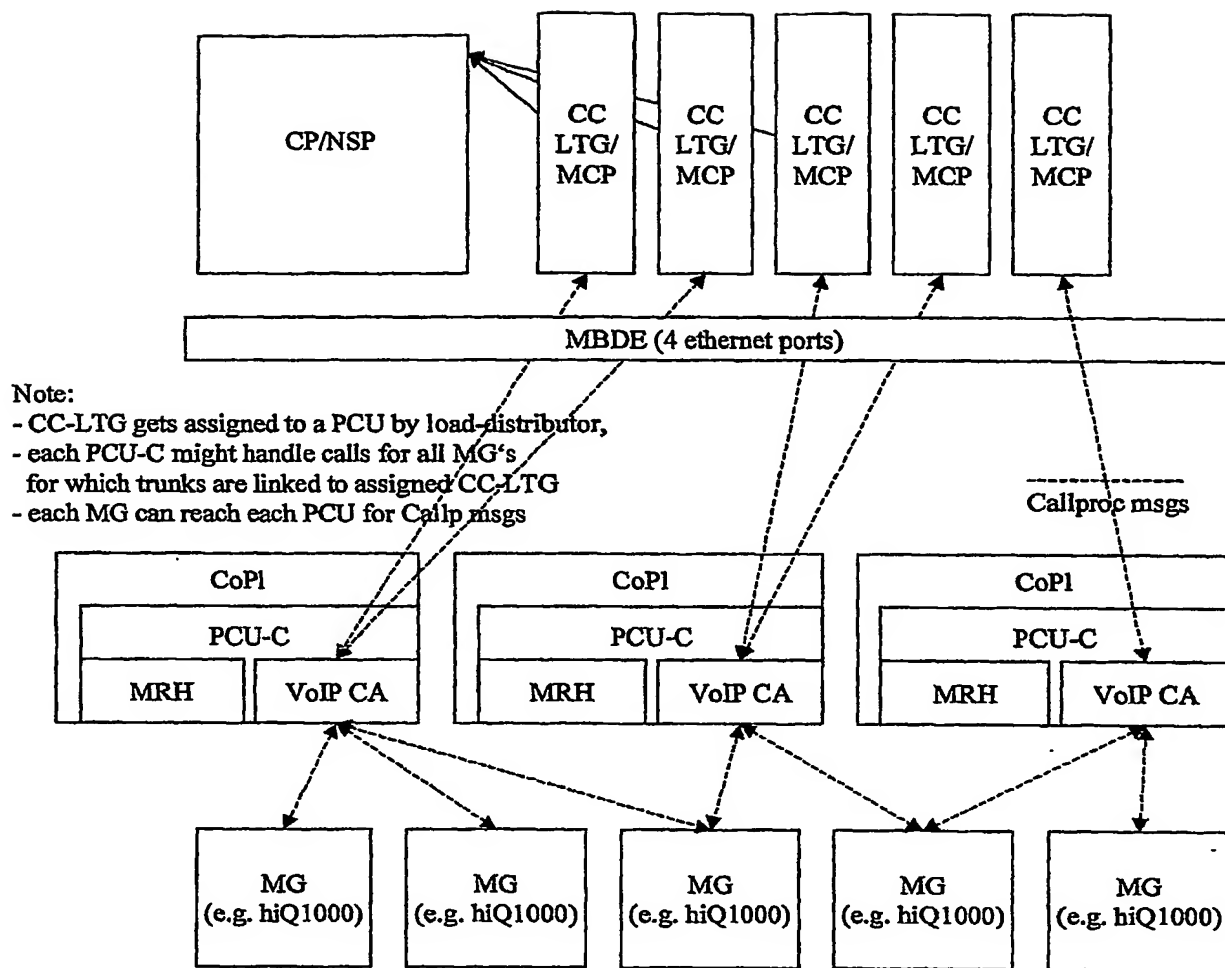 CP/NSP
CC
LTG/
MCP
CC
LTG/
MCP
CC
LTG/
MCP
CC
LTG/
MCP
CC
LTG/
MCP
MBDE (4 ethernet ports)
Note:
- CC-LTG gets assigned to a PCU by load-distributor,
- each PCU-C might handle calls for all MG‘s
for which trunks are linked to assigned CC-LTG
- each MG can reach each PCU for Callp msgs
Callproc msgs
CoPl
PCU-C
MRH
VoIP CA
CoPl
PCU-C
MRH
VoIP CA
CoPl
PCU-C
MRH
VoIP CA
MG
(e.g. hiQ1000)
MG
(e.g. hiQ1000)
MG
(e.g. hiQ1000)
MG
(e.g. hiQ1000)
MG
(e.g. hiQ1000)